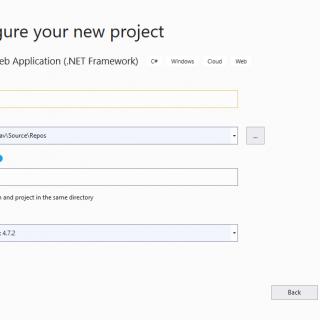 gure your new project
eb Application (.NET Framework) C# Windows Cloud Web
av\Source\Repos ...
n and project in the same directory
4.7.2
Back